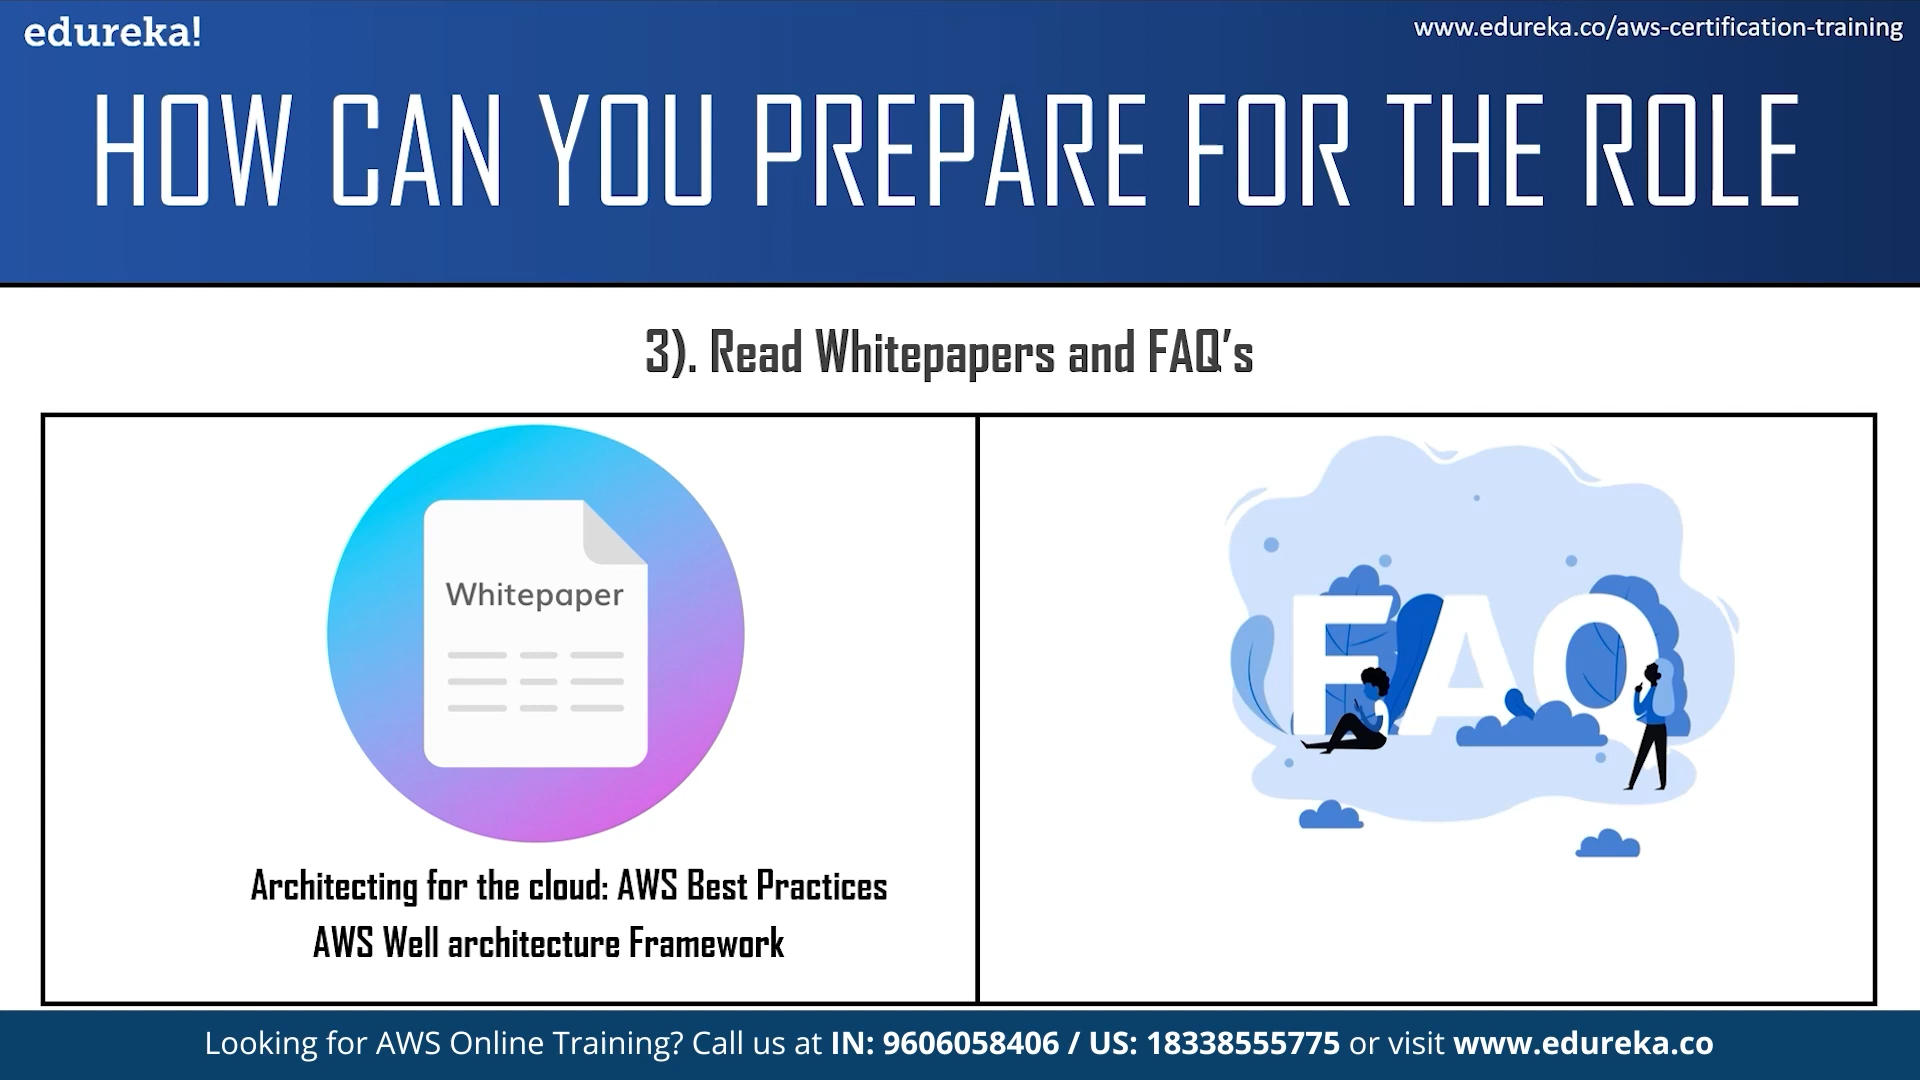 edureka!
www.edureka.co/aws-certification-training
HOW CAN YOU PREPARE FOR THE ROLE
3). Read Whitepapers and FAQ’s
Whitepaper
FAQ
Architecting for the cloud: AWS Best Practices
AWS Well architecture Framework
Looking for AWS Online Training? Call us at IN: 9606058406 / US: 18338555775 or visit www.edureka.co